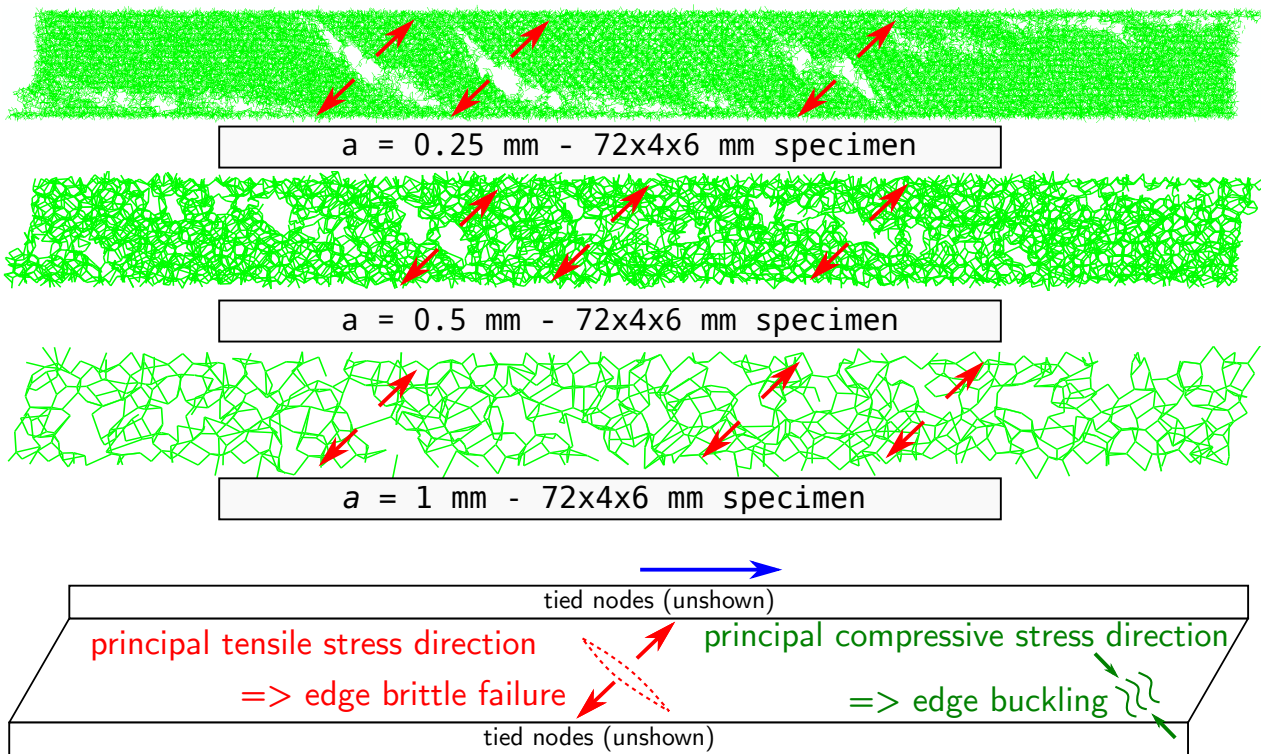 a = 0.25 mm - 72x4x6 mm specimen
a = 0.5 mm - 72x4x6 mm specimen
a = 1 mm - 72x4x6 mm specimen
tied nodes (unshown)
principal tensile stress direction
principal compressive stress direction
=> edge brittle failure
=> edge buckling
tied nodes (unshown)